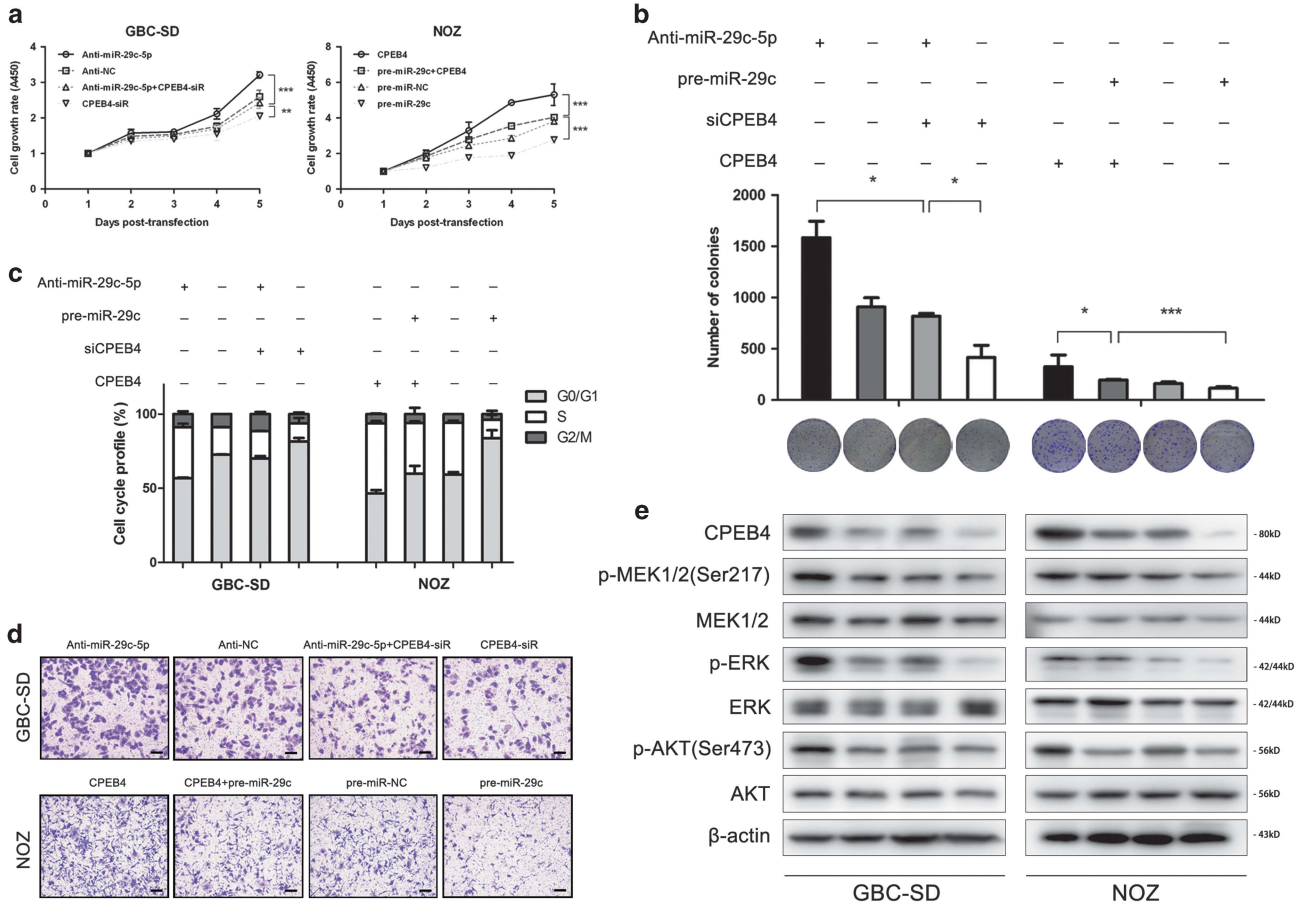 a
GBC-SD
Cell growth rate (A450)
4
3
2
1
0
Anti-miR-29c-5p
Anti-NC
Anti-miR-29c-5p+CPEB4-siR
CPEB4-siR
***
**
0 1 2 3 4 5
Days post-transfection
NOZ
Cell growth rate (A450)
8
6
4
2
0
CPEB4
pre-miR-29c+CPEB4
pre-miR-NC
pre-miR-29c
***
***
0 1 2 3 4 5
Days post-transfection
b
Anti-miR-29c-5p + − + − − − − −
pre-miR-29c − − − − − + − +
siCPEB4 − − + + − − − −
CPEB4 − − − − + + − −
Number of colonies
2000
1500
1000
500
0
* *
* ***
c
Anti-miR-29c-5p + − + − − − − −
pre-miR-29c − − − − − + − +
siCPEB4 − − + + − − − −
CPEB4 − − − − + + − −
Cell cycle profile (%)
100
50
0
G0/G1
S
G2/M
GBC-SD NOZ
d
Anti-miR-29c-5p Anti-NC Anti-miR-29c-5p+CPEB4-siR CPEB4-siR
GBC-SD
CPEB4 CPEB4+pre-miR-29c pre-miR-NC pre-miR-29c
NOZ
e
CPEB4 - 80kD
p-MEK1/2(Ser217) - 44kD
MEK1/2 - 44kD
p-ERK - 42/44kD
ERK - 42/44kD
p-AKT(Ser473) - 56kD
AKT - 56kD
β-actin - 43kD
GBC-SD NOZ